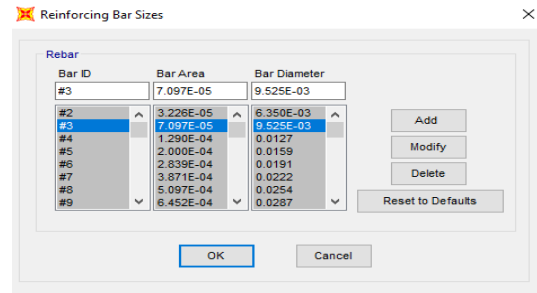 Reinforcing Bar Sizes
Rebar
Bar ID Bar Area Bar Diameter
#3 7.097E-05 9.525E-03
#2 3.226E-05 6.350E-03
#3 7.097E-05 9.525E-03
#4 1.290E-04 0.0127
#5 2.000E-04 0.0159
#6 2.839E-04 0.0191
#7 3.871E-04 0.0222
#8 5.097E-04 0.0254
#9 6.452E-04 0.0287
Add
Modify
Delete
Reset to Defaults
OK Cancel